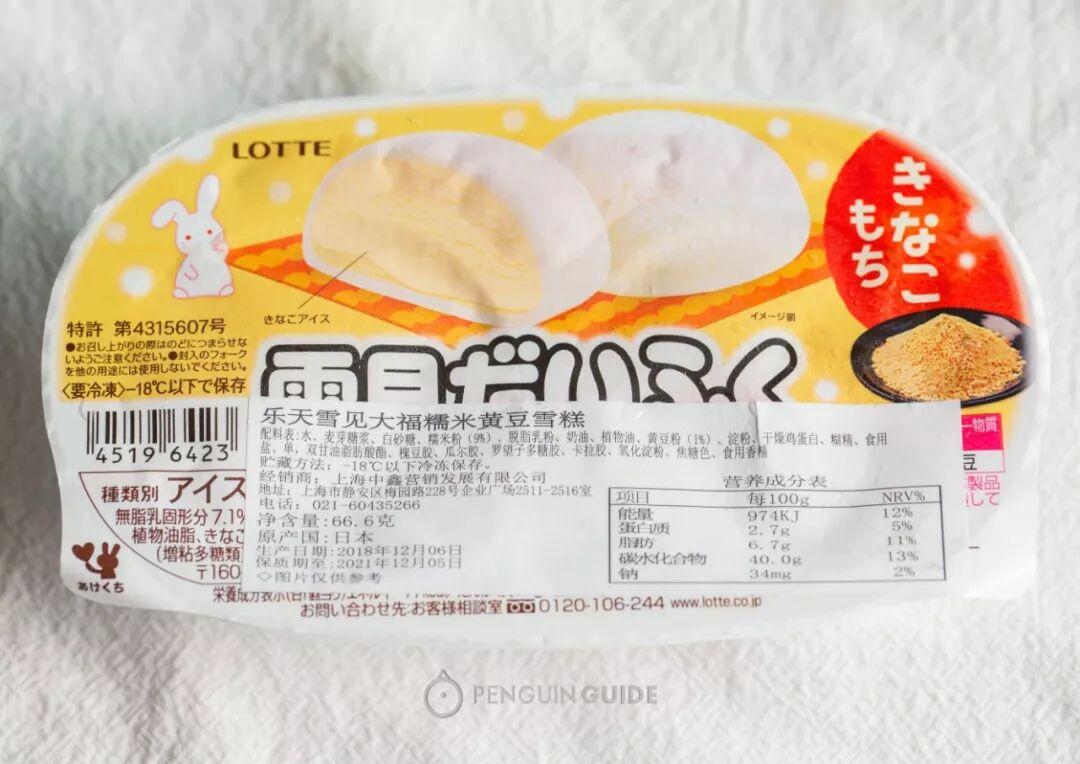 LOTTE
きなこ
もち
きなこアイス
イメージ図
特許 第4315607号
●お召し上がりの際はのどにつまらせな
いようご注意ください。●封入のフォーク
を他の用途には使用しないでください。
〈要冷凍〉-18℃以下で保存
雪見だいふく
乐天雪见大福糯米黄豆雪糕
配料表:水、麦芽糖浆、白砂糖、糯米粉（9%）、脱脂乳粉、奶油、植物油、黄豆粉（1%）、淀粉、干燥鸡蛋白、糊精、食用
盐、单，双甘油脂肪酸酯、槐豆胶、瓜尔胶、罗望子多糖胶、卡拉胶、氧化淀粉、焦糖色、食用香精
贮藏方法：-18℃以下冷冻保存。
经销商：上海中鑫营销发展有限公司
地址：上海市静安区梅园路228号企业广场2511-2516室
电话：021-60435266
净含量:66.6克
原产国:日本
生产日期:2018年12月06日
保质期至:2021年12月05日
◇图片仅供参考
营养成分表
项目 每100g NRV%
能量 974KJ 12%
蛋白质 2.7g 5%
脂肪 6.7g 11%
碳水化合物 40.0g 13%
钠 34mg 2%
4519 6423
種類別 アイス
無脂乳固形分 7.1%
植物油脂、きなこ
(増粘多糖類
〒160
あけくち
物質
豆
製品
して
お問い合わせ先:お客様相談室 0120-106-244 www.lotte.co.jp
PENGUIN GUIDE